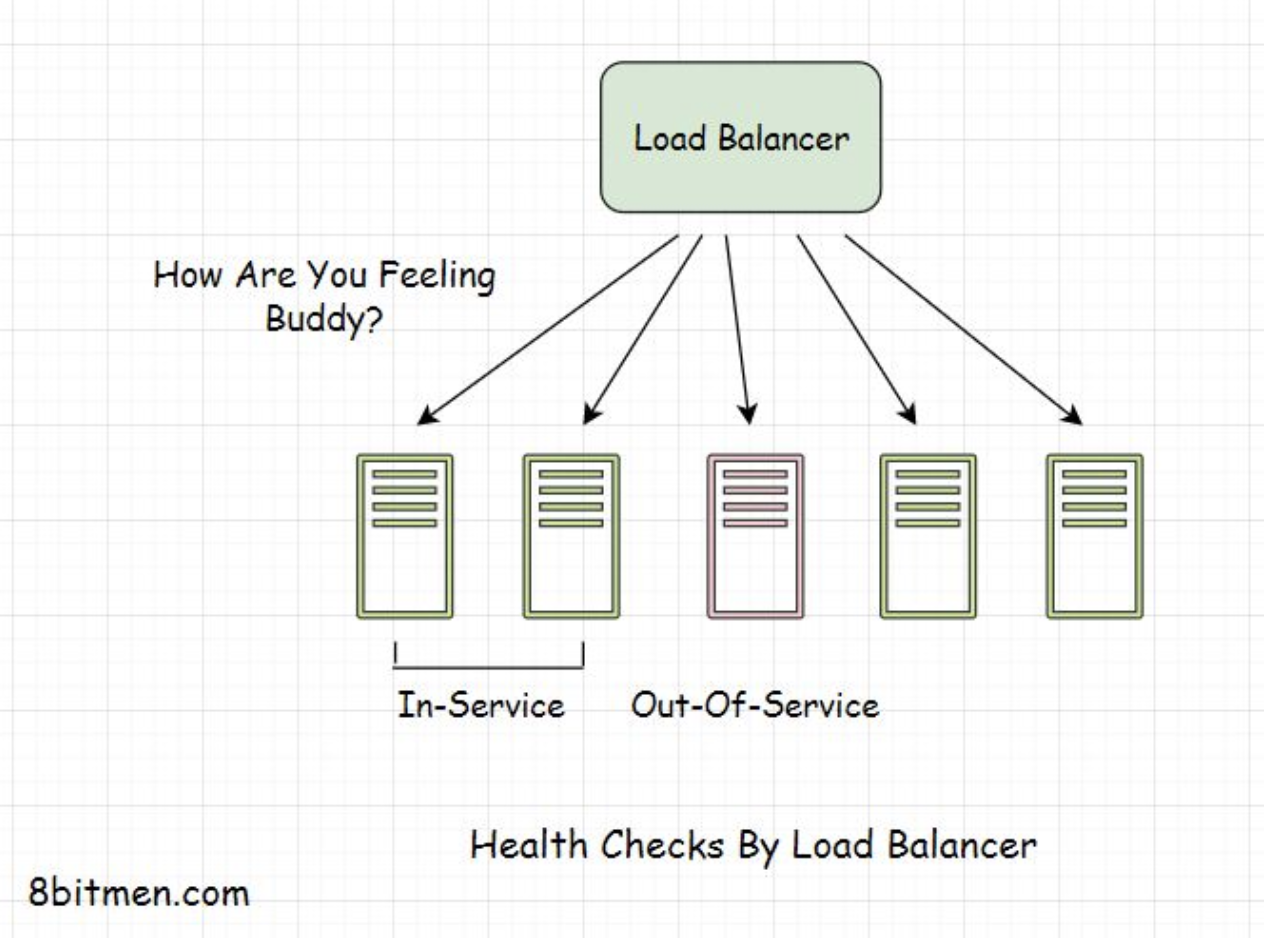 Load Balancer
How Are You Feeling
Buddy?
In-Service
Out-Of-Service
Health Checks By Load Balancer
8bitmen.com